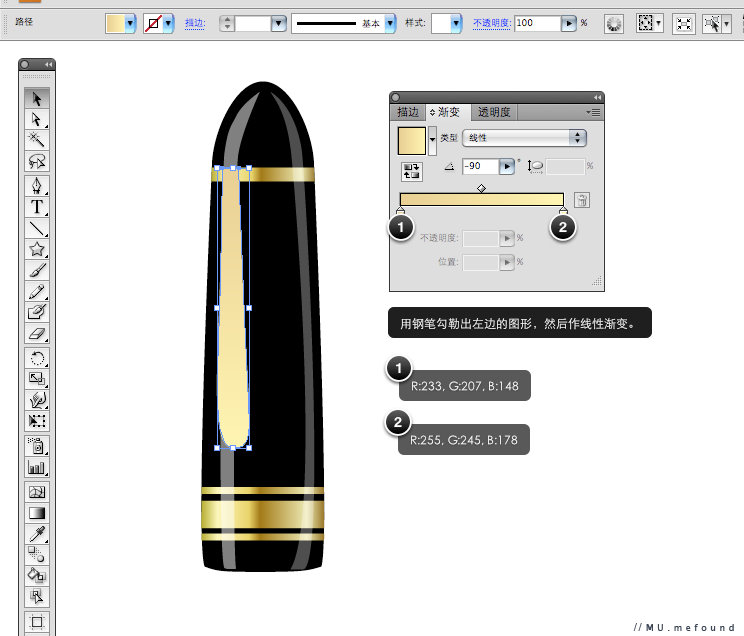 路径
描边:
基本
样式:
不透明度: 100 %
描边 渐变 透明度
类型: 线性
-90 °
%
1 2
不透明度: %
位置: %
用钢笔勾勒出左边的图形，然后作线性渐变。
1
R:233, G:207, B:148
2
R:255, G:245, B:178
T
//MU.mefound